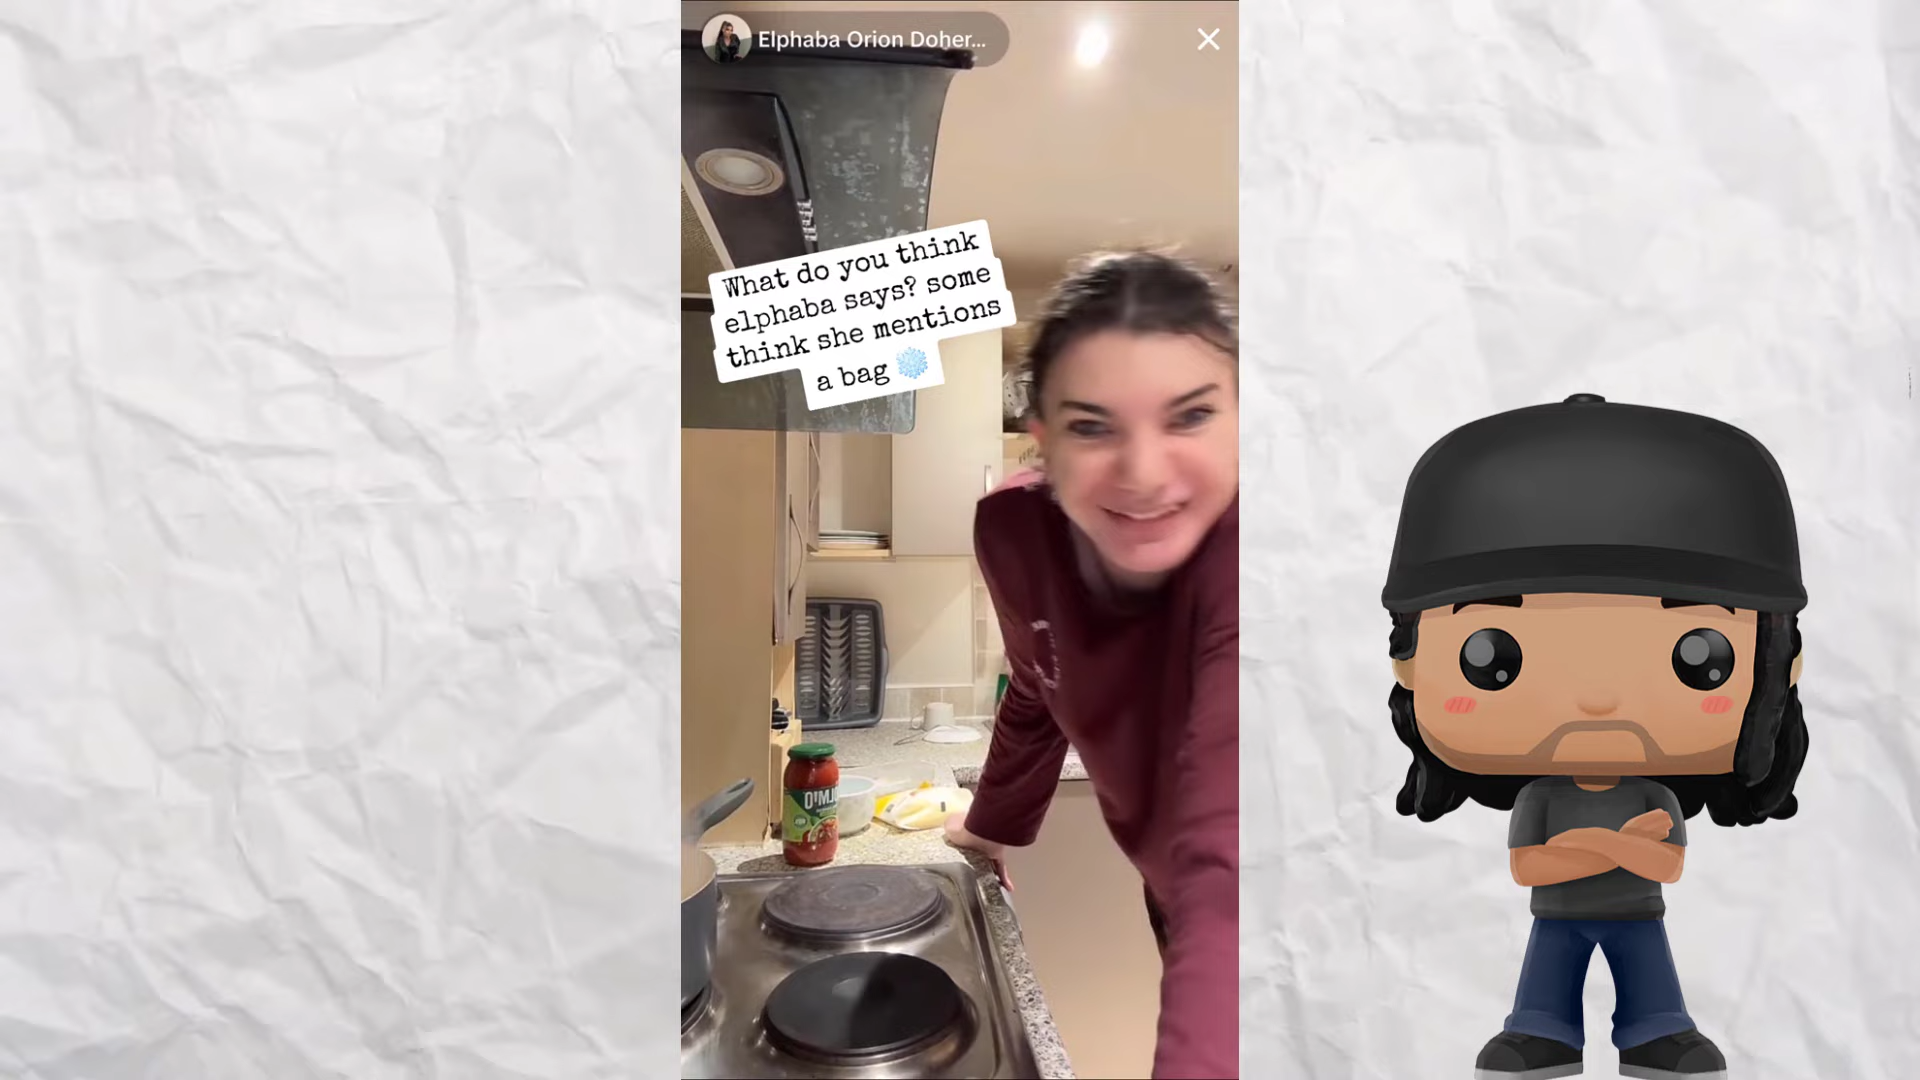 Elphaba Orion Doher...
What do you think
elphaba says? some
think she mentions
a bag